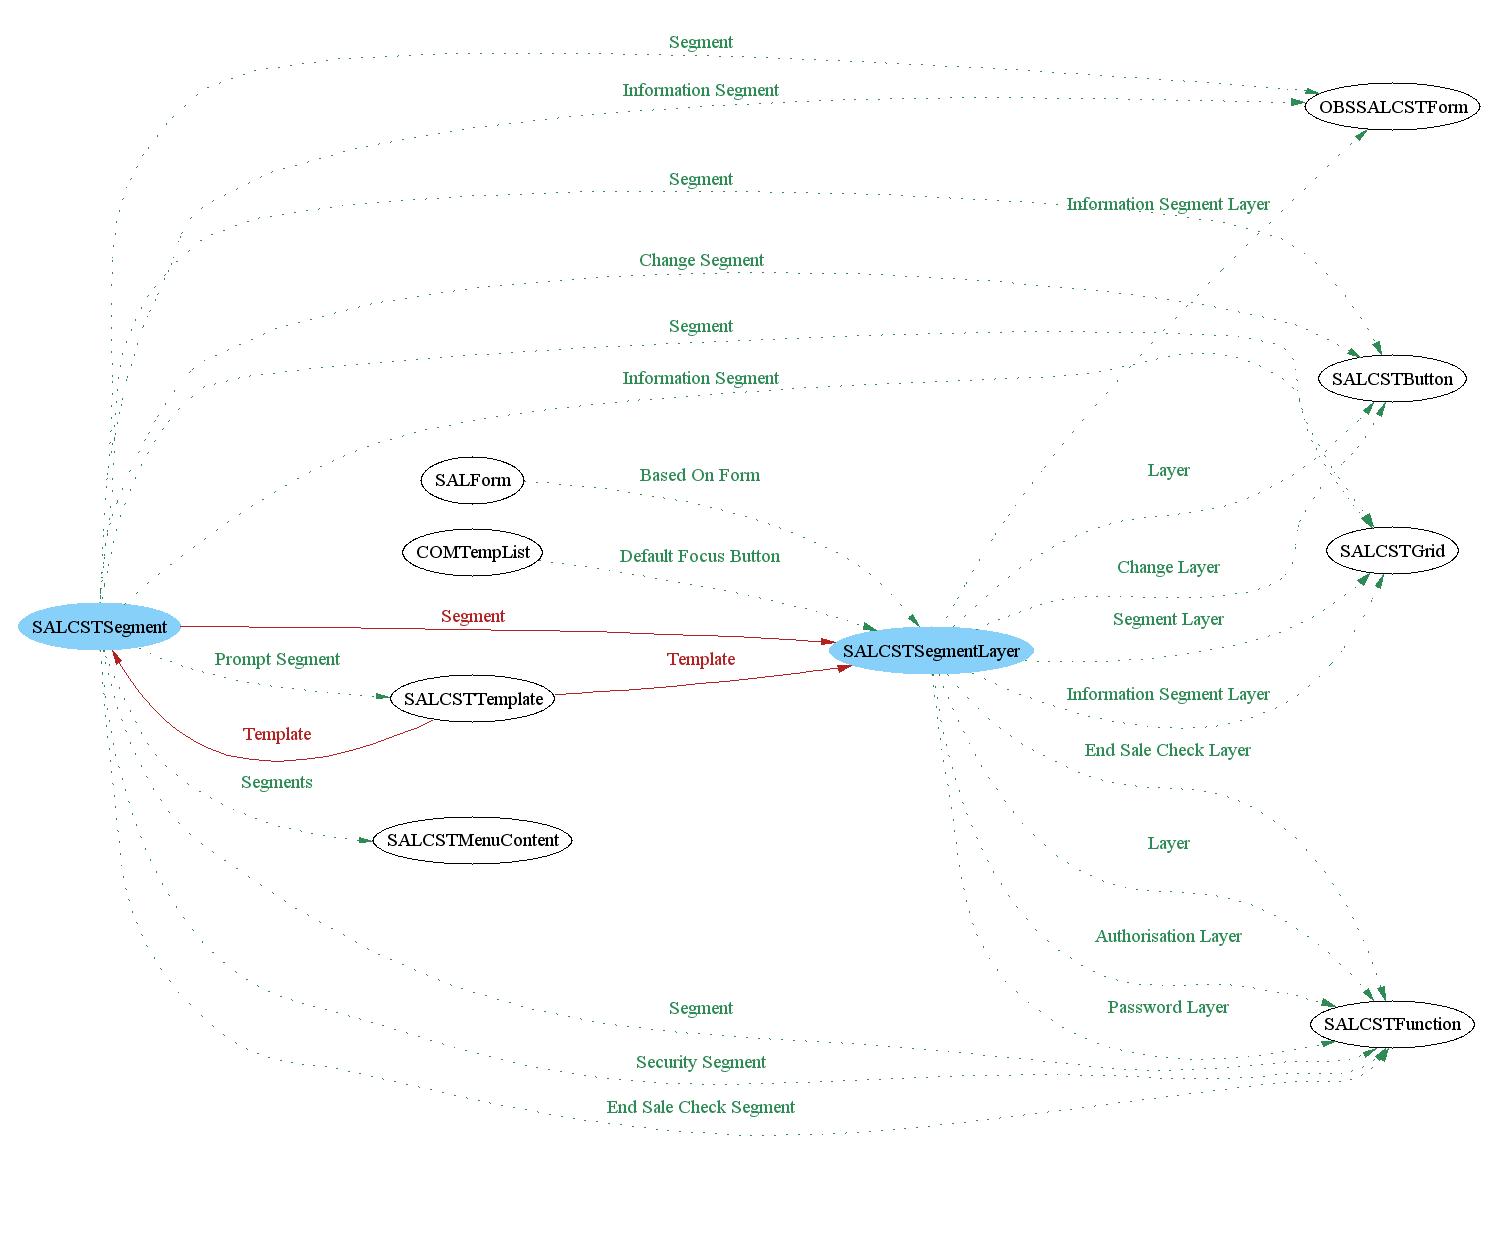 Segment
Information Segment
OBSSALCSTForm
Segment
Information Segment Layer
Change Segment
Segment
Information Segment
SALCSTButton
SALForm
Based On Form
Layer
COMTempList
Default Focus Button
SALCSTGrid
Change Layer
SALCSTSegment
Segment
Segment Layer
SALCSTSegmentLayer
Prompt Segment
Template
SALCSTTemplate
Information Segment Layer
Template
End Sale Check Layer
Segments
SALCSTMenuContent
Layer
Authorisation Layer
Segment
Password Layer
SALCSTFunction
Security Segment
End Sale Check Segment